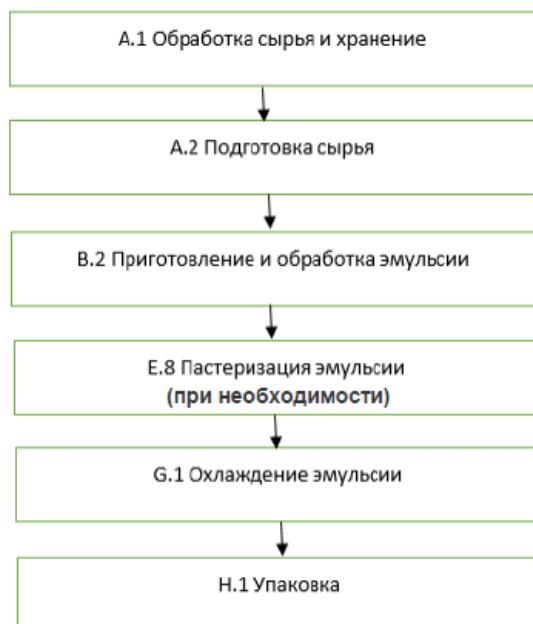 А.1 Обработка сырья и хранение
А.2 Подготовка сырья
В.2 Приготовление и обработка эмульсии
Е.8 Пастеризация эмульсии
(при необходимости)
G.1 Охлаждение эмульсии
Н.1 Упаковка